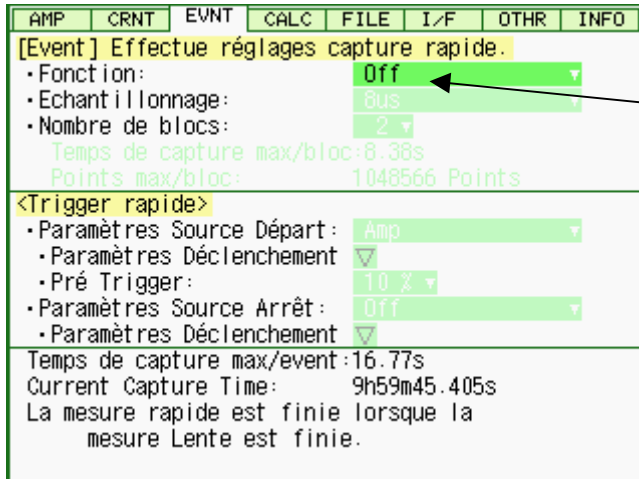 AMP CRNT EVNT CALC FILE I/F OTHR INFO
[Event] Effectue réglages capture rapide.
・Fonction: Off
・Echantillonnage: 8us
・Nombre de blocs: 2
Temps de capture max/bloc:8.38s
Points max/bloc: 1048566 Points
<Trigger rapide>
・Paramètres Source Départ: Amp
・Paramètres Déclenchement
・Pré Trigger: 10 %
・Paramètres Source Arrêt: Off
・Paramètres Déclenchement
Temps de capture max/event:16.77s
Current Capture Time: 9h59m45.405s
La mesure rapide est finie lorsque la
mesure Lente est finie.